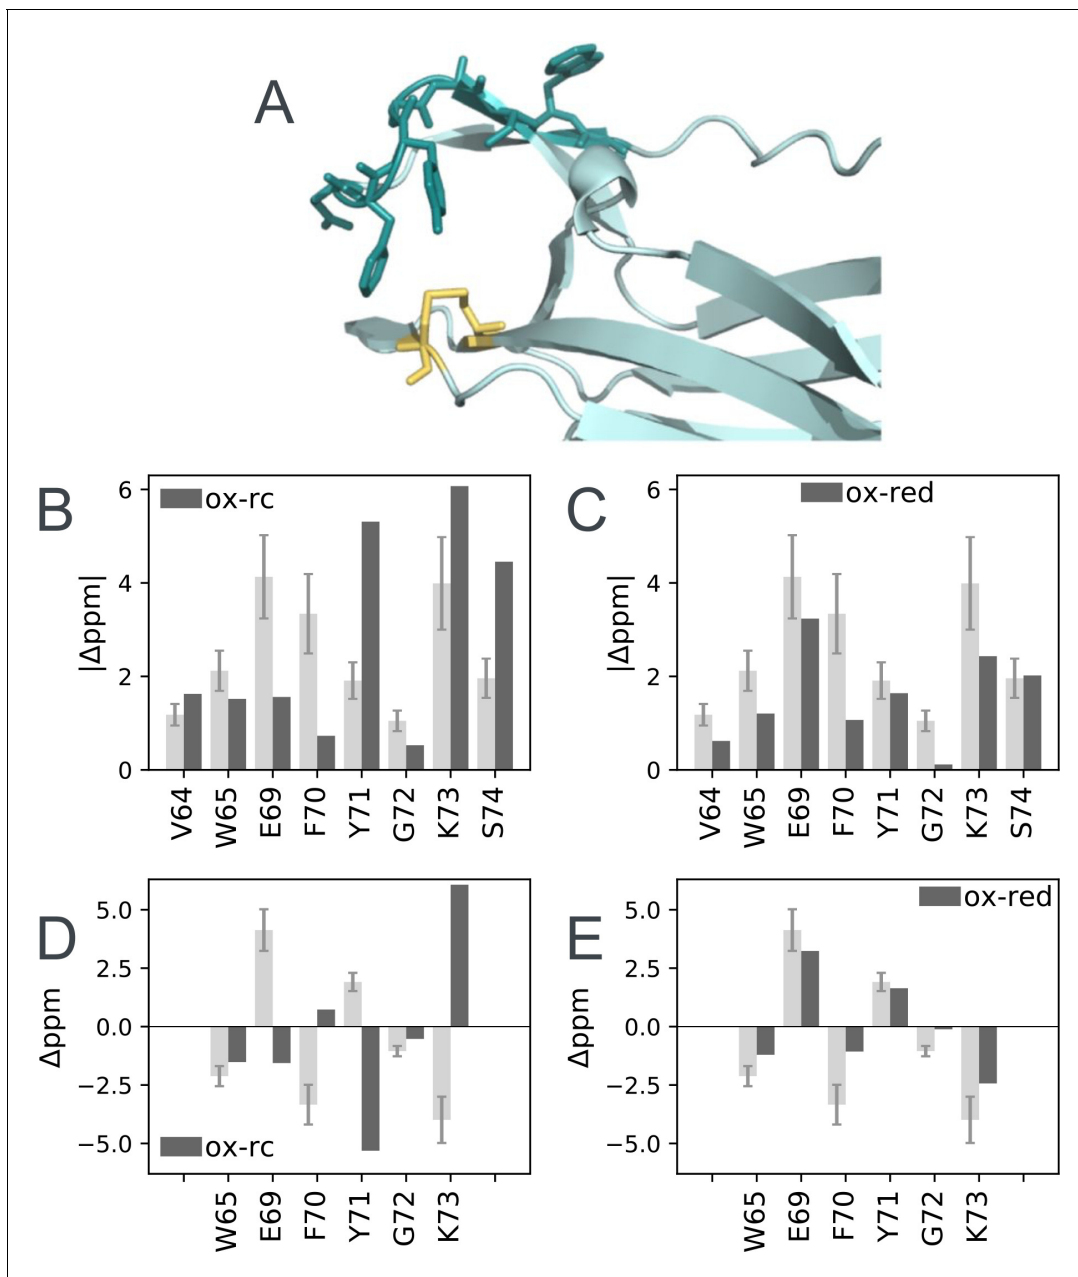 A
B
ox-rc
|Δppm|
6
4
2
0
V64
W65
E69
F70
Y71
G72
K73
S74
C
ox-red
|Δppm|
6
4
2
0
V64
W65
E69
F70
Y71
G72
K73
S74
D
ox-rc
Δppm
5.0
2.5
0.0
−2.5
−5.0
W65
E69
F70
Y71
G72
K73
E
ox-red
Δppm
5.0
2.5
0.0
−2.5
−5.0
W65
E69
F70
Y71
G72
K73